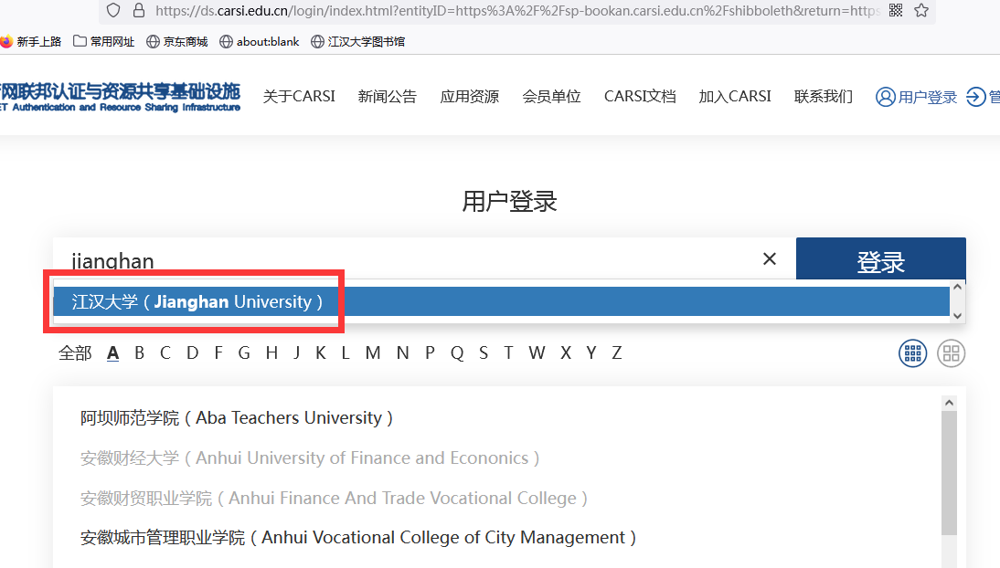 https://ds.carsi.edu.cn/login/index.html?entityID=https%3A%2F%2Fsp-bookan.carsi.edu.cn%2Fshibboleth&return=https
新手上路 常用网址 京东商城 about:blank 江汉大学图书馆
网联邦认证与资源共享基础设施
ET Authentication and Resource Sharing Infrastructure
关于CARSI 新闻公告 应用资源 会员单位 CARSI文档 加入CARSI 联系我们 用户登录 管
用户登录
jianghan
登录
江汉大学（Jianghan University）
全部 A B C D F G H J K L M N P Q S T W X Y Z
阿坝师范学院（Aba Teachers University）
安徽财经大学（Anhui University of Finance and Econonics）
安徽财贸职业学院（Anhui Finance And Trade Vocational College）
安徽城市管理职业学院（Anhui Vocational College of City Management）